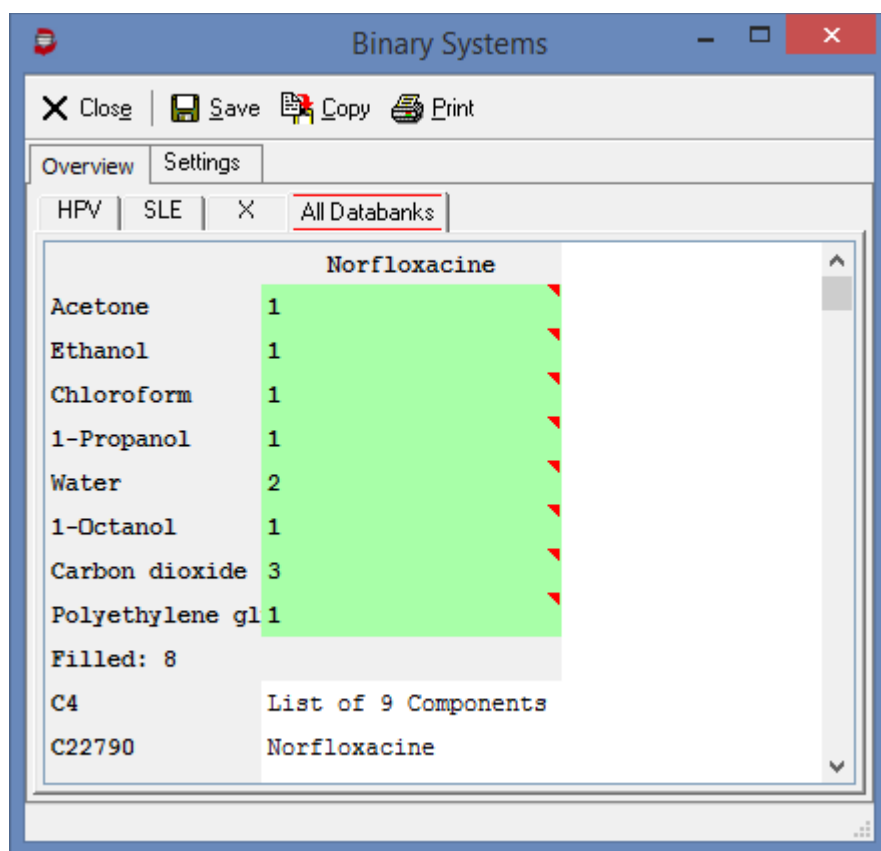 Binary Systems
Close Save Copy Print
Overview Settings
HPV SLE X All Databanks
Norfloxacine
Acetone 1
Ethanol 1
Chloroform 1
1-Propanol 1
Water 2
1-Octanol 1
Carbon dioxide 3
Polyethylene gl 1
Filled: 8
C4 List of 9 Components
C22790 Norfloxacine